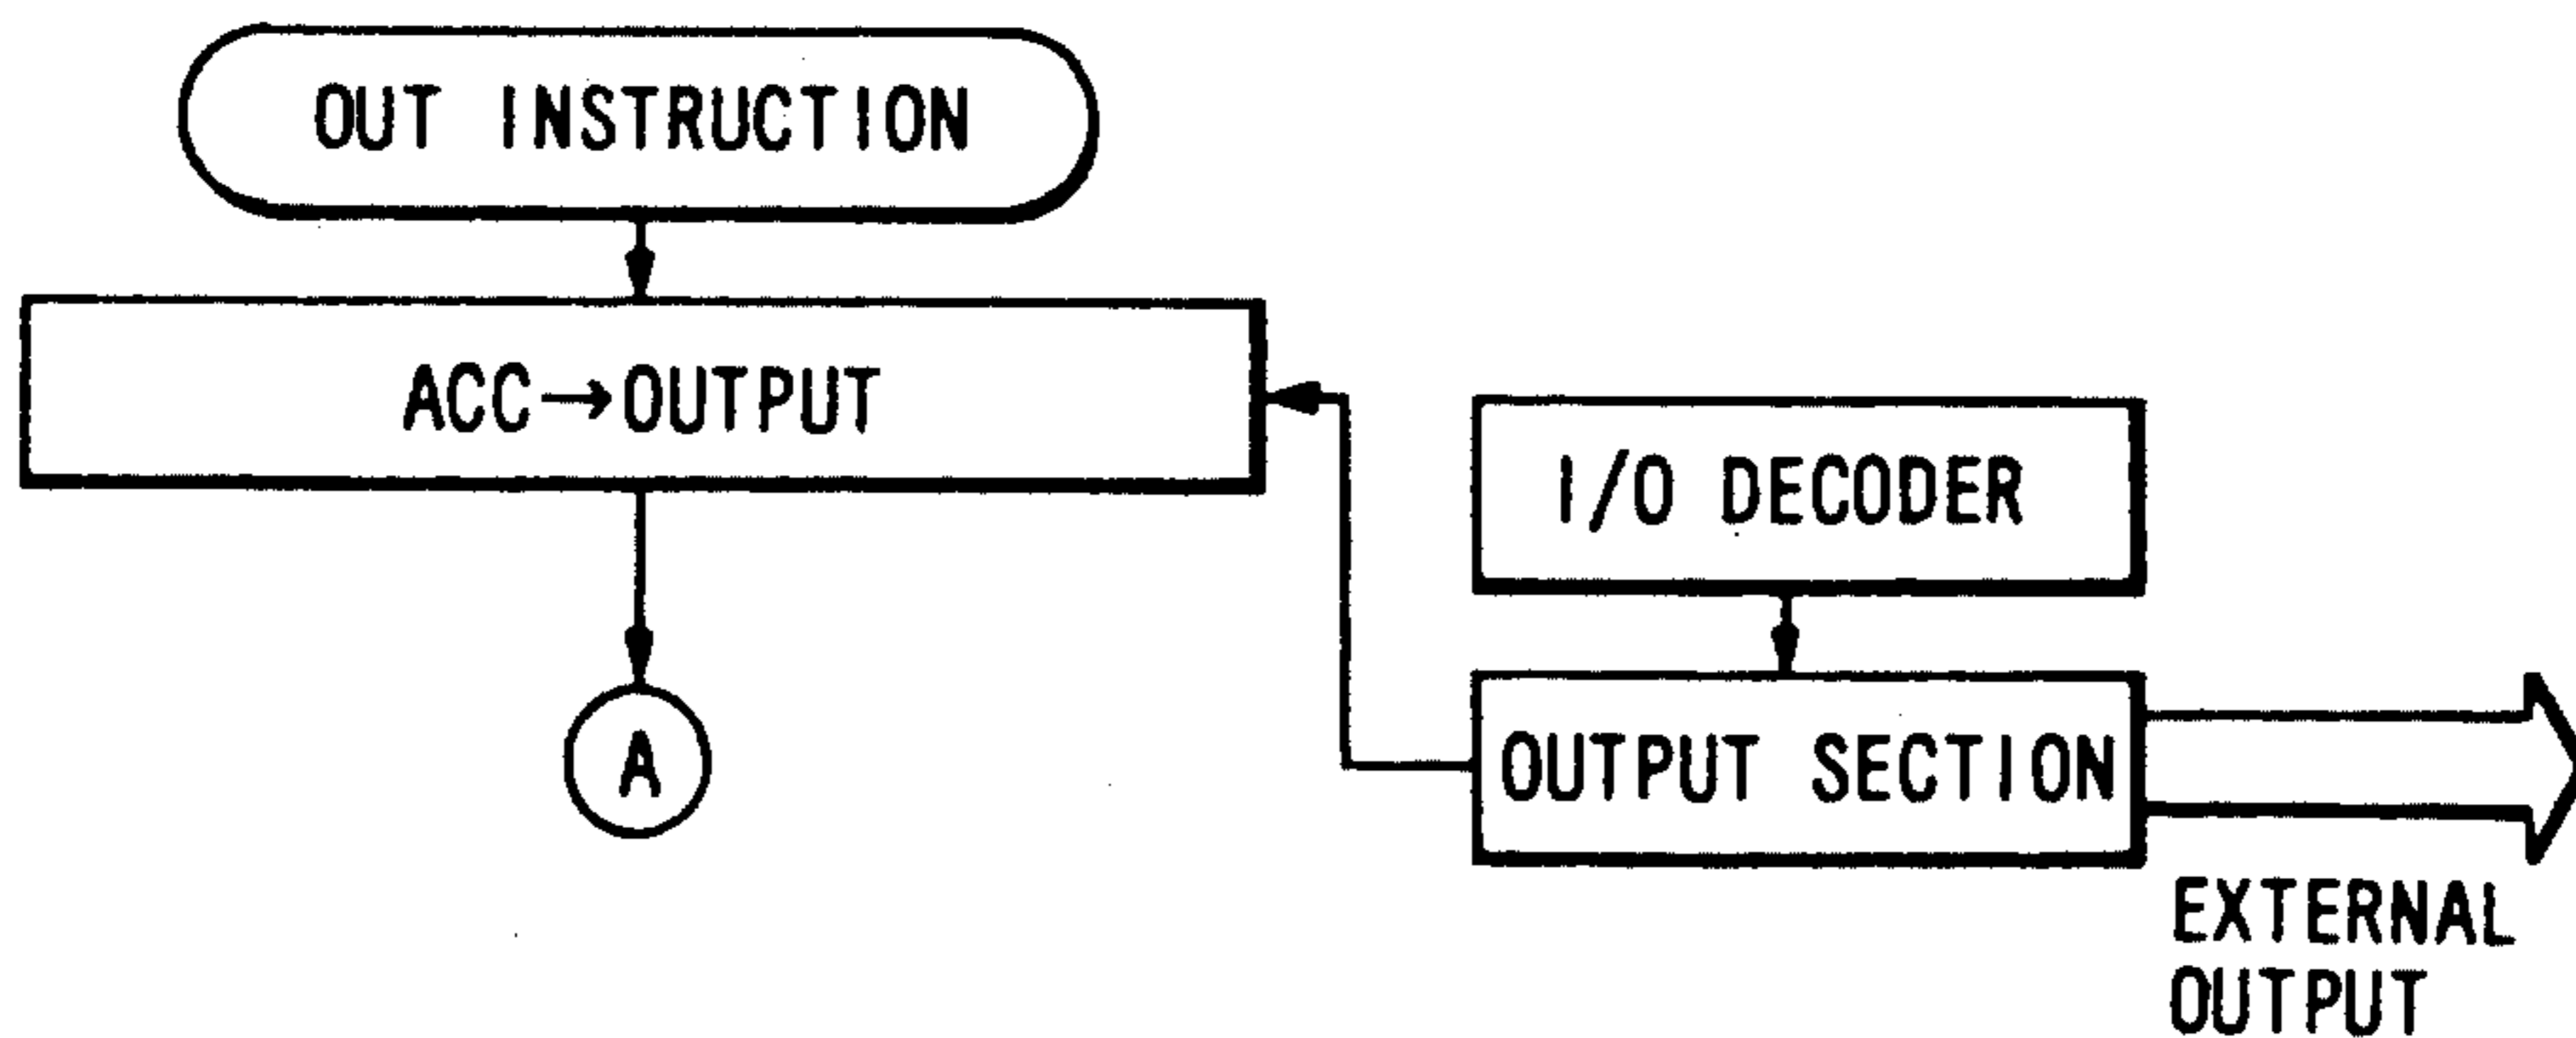 OUT INSTRUCTION
ACC→OUTPUT
I/O DECODER
OUTPUT SECTION
A
EXTERNAL
OUTPUT